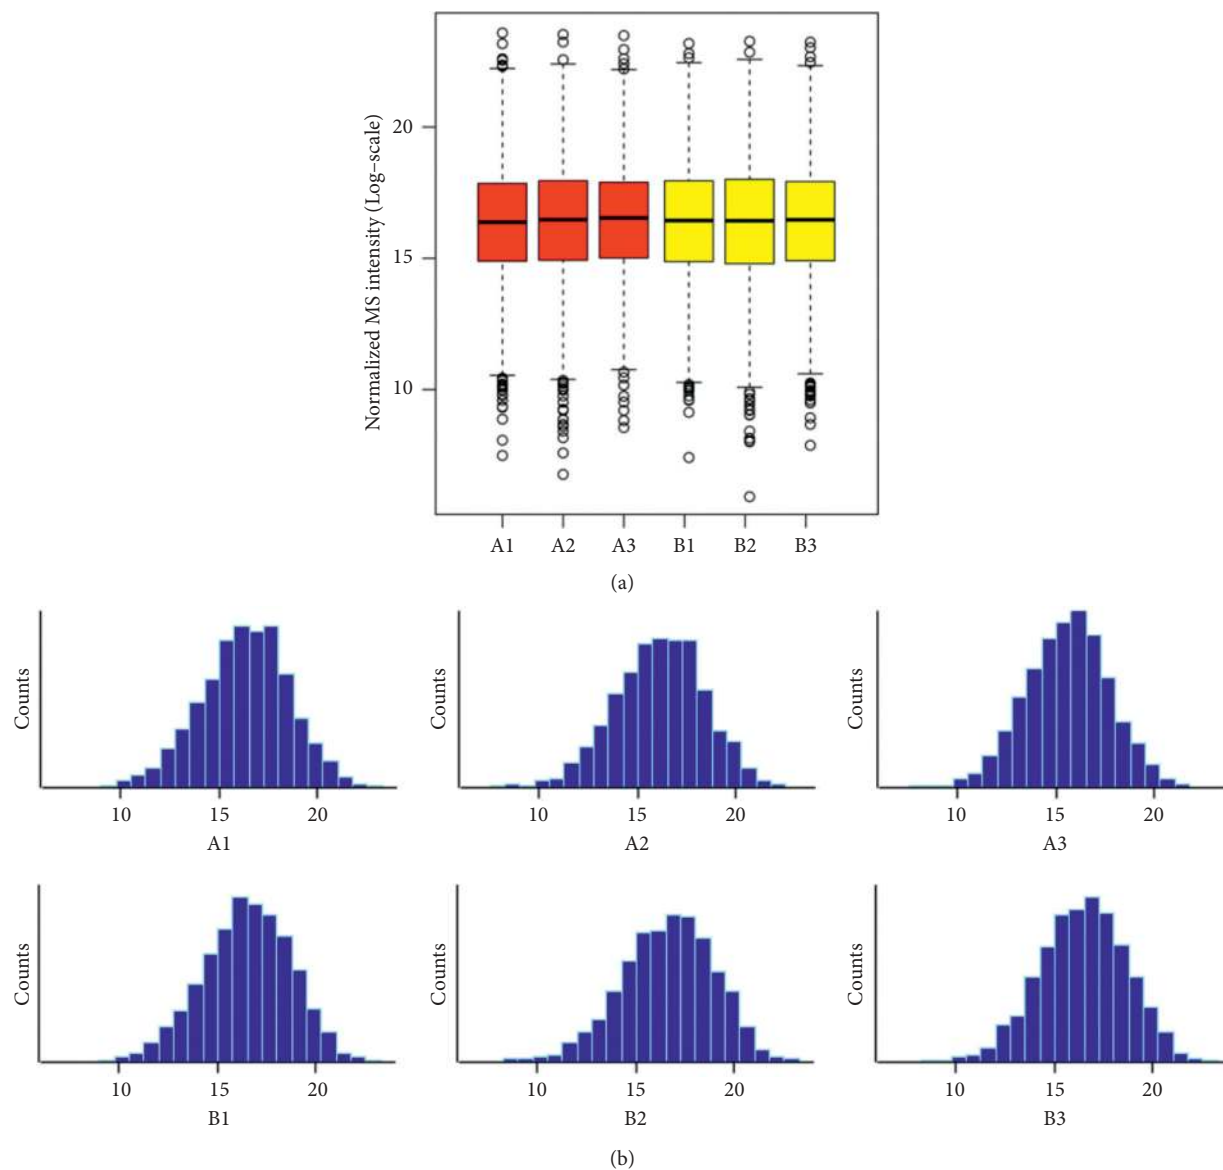 Normalized MS intensity (Log–scale)
20
15
10
A1 A2 A3 B1 B2 B3
(a)
Counts Counts Counts
10 15 20 10 15 20 10 15 20
A1 A2 A3
Counts Counts Counts
10 15 20 10 15 20 10 15 20
B1 B2 B3
(b)